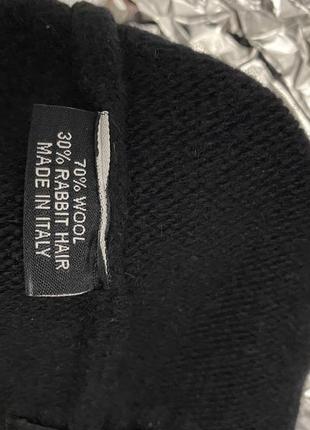 70% WOOL
30% RABBIT HAIR
MADE IN ITALY